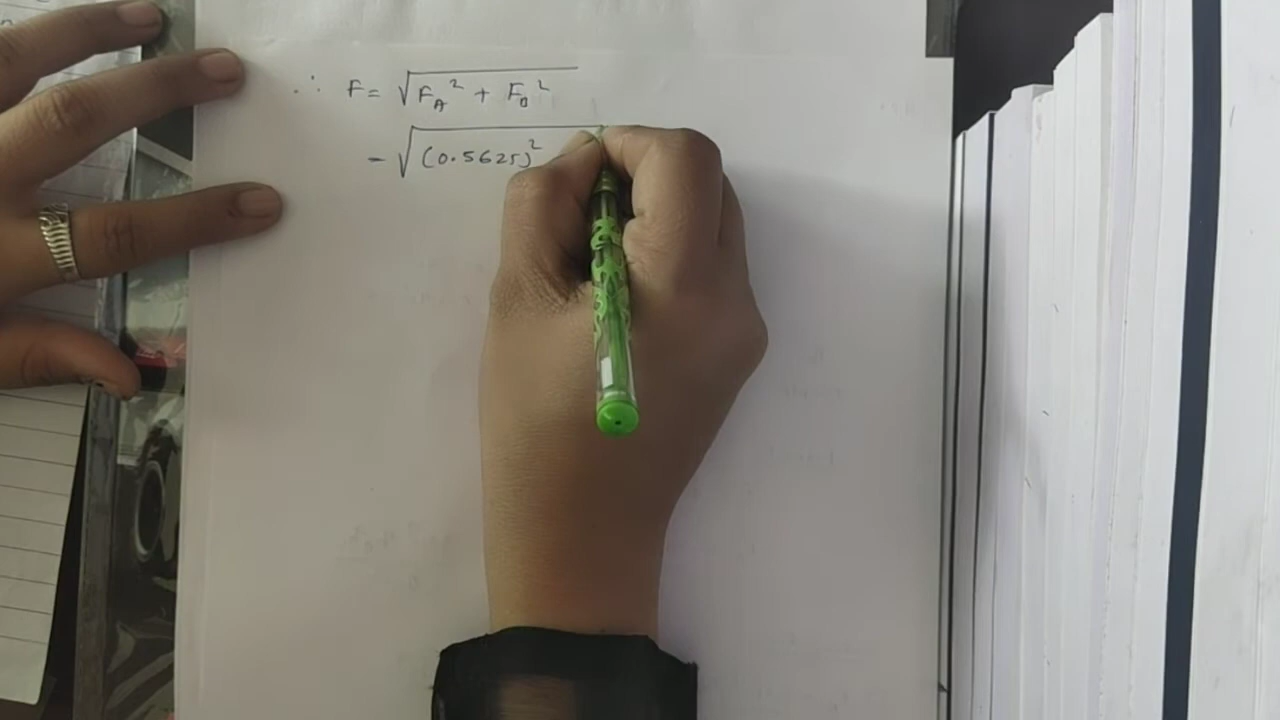 ∴ F = √(F_A² + F_B²)
= √(0.5625)²